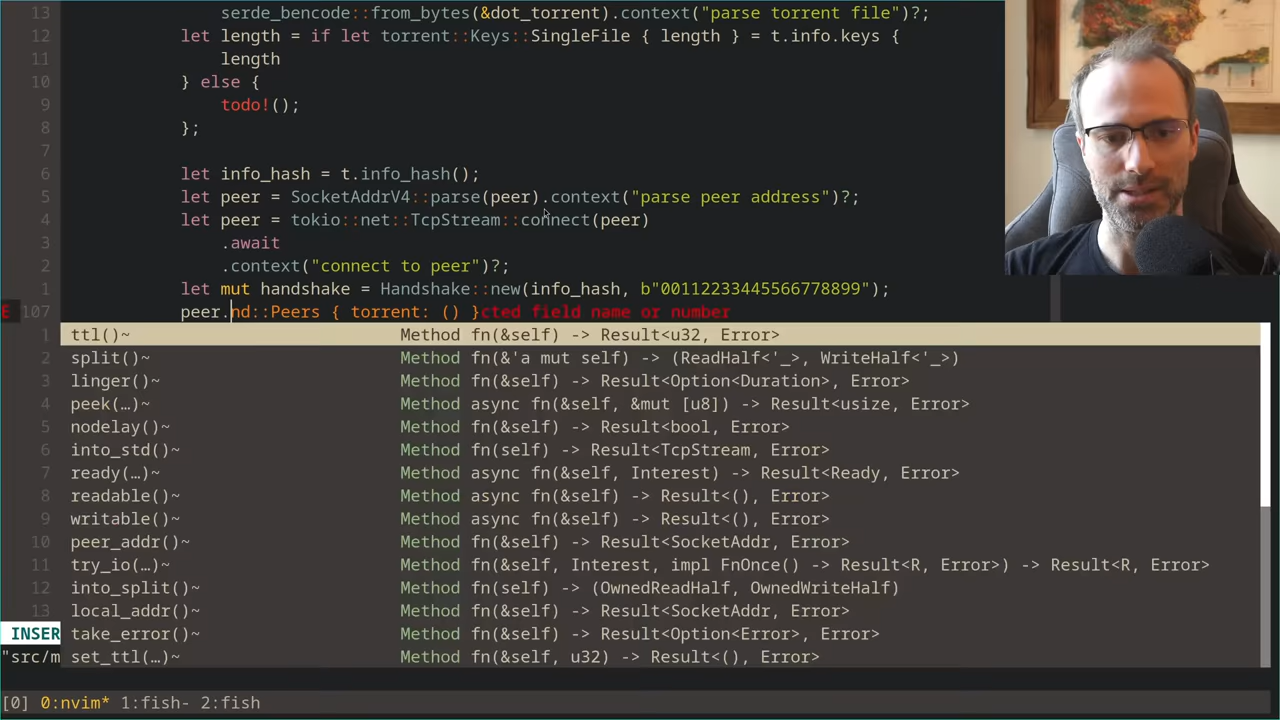 13 serde_bencode::from_bytes(&dot_torrent).context("parse torrent file")?;
12 let length = if let torrent::Keys::SingleFile { length } = t.info.keys {
11 length
10 } else {
9 todo!();
8 };
7
6 let info_hash = t.info_hash();
5 let peer = SocketAddrV4::parse(peer).context("parse peer address")?;
4 let peer = tokio::net::TcpStream::connect(peer)
3 .await
2 .context("connect to peer")?;
1 let mut handshake = Handshake::new(info_hash, b"00112233445566778899");
E 107 peer.nd::Peers { torrent: () }cted field name or number
1 ttl()~ Method fn(&self) -> Result<u32, Error>
2 split()~ Method fn(&'a mut self) -> (ReadHalf<'_>, WriteHalf<'_>)
3 linger()~ Method fn(&self) -> Result<Option<Duration>, Error>
4 peek(…)~ Method async fn(&self, &mut [u8]) -> Result<usize, Error>
5 nodelay()~ Method fn(&self) -> Result<bool, Error>
6 into_std()~ Method fn(self) -> Result<TcpStream, Error>
7 ready(…)~ Method async fn(&self, Interest) -> Result<Ready, Error>
8 readable()~ Method async fn(&self) -> Result<(), Error>
9 writable()~ Method async fn(&self) -> Result<(), Error>
10 peer_addr()~ Method fn(&self) -> Result<SocketAddr, Error>
11 try_io(…)~ Method fn(&self, Interest, impl FnOnce() -> Result<R, Error>) -> Result<R, Error>
12 into_split()~ Method fn(self) -> (OwnedReadHalf, OwnedWriteHalf)
13 local_addr()~ Method fn(&self) -> Result<SocketAddr, Error>
INSER take_error()~ Method fn(&self) -> Result<Option<Error>, Error>
"src/m set_ttl(…)~ Method fn(&self, u32) -> Result<(), Error>
[0] 0:nvim* 1:fish- 2:fish